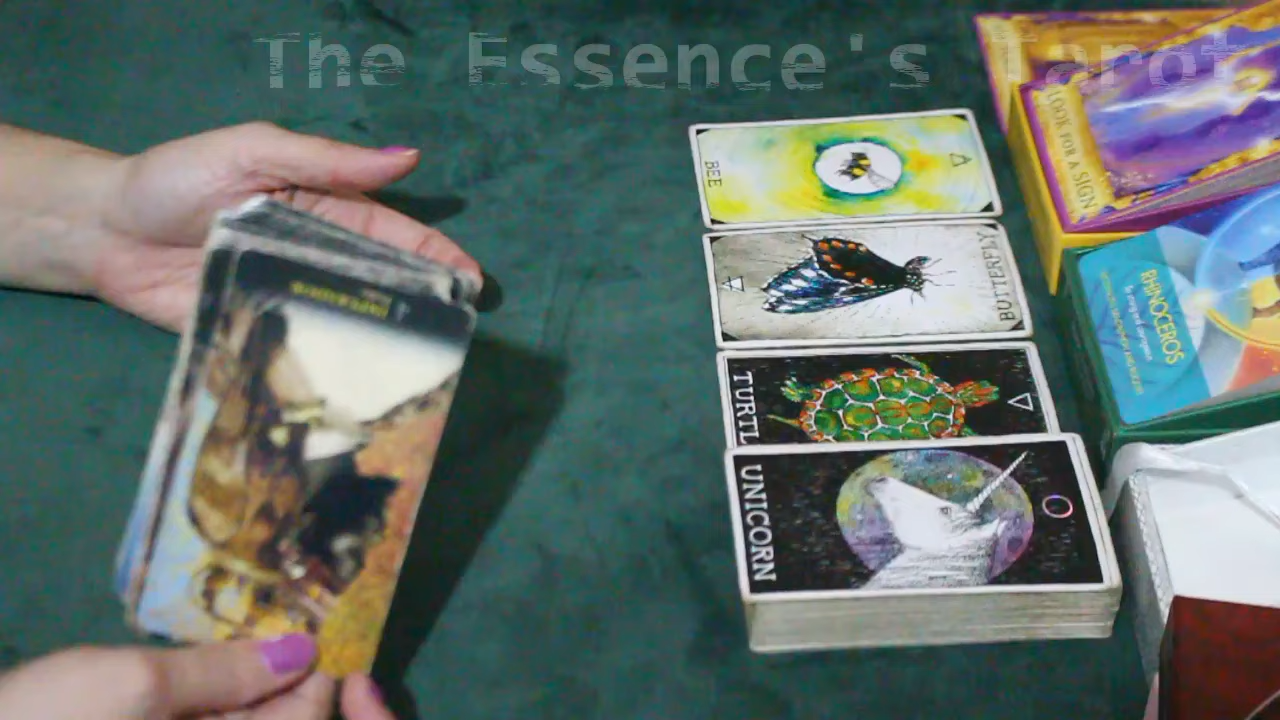 The Essence's Tarot
BEE
BUTTERFLY
TURTL
UNICORN
LOOK FOR A SIGN
RHINOCEROS